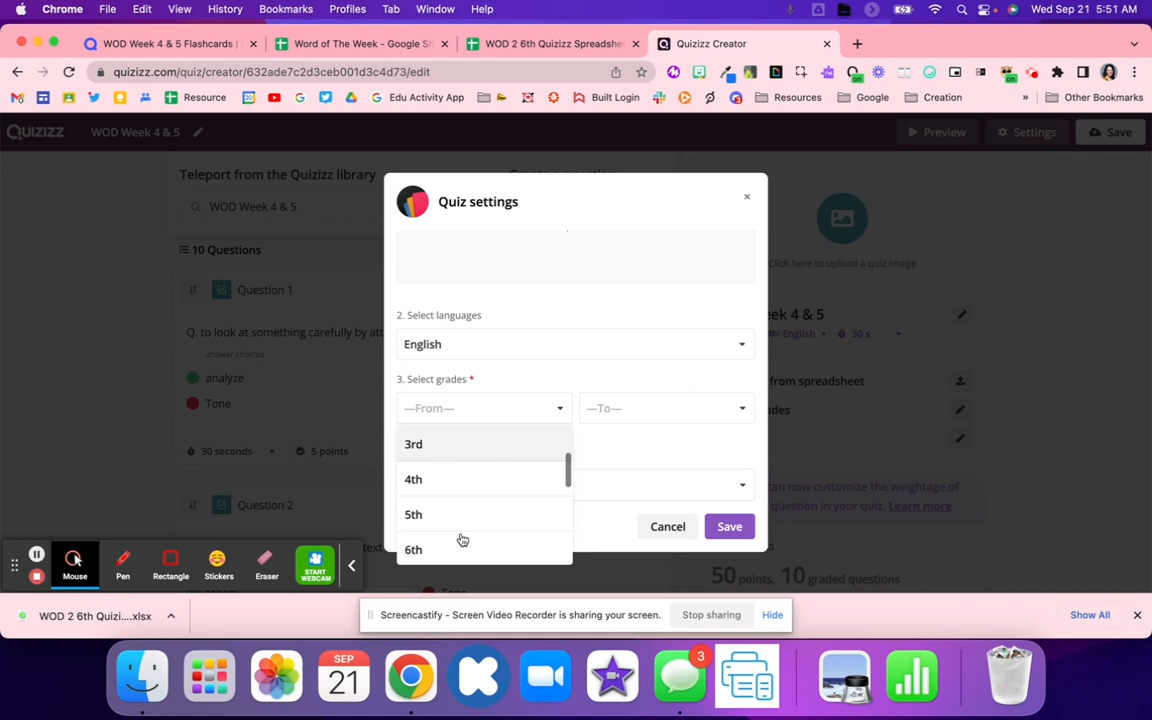 Chrome File Edit View History Bookmarks Profiles Tab Window Help Wed Sep 21 5:51 AM
WOD Week 4 & 5 Flashcards | Word of The Week - Google Sh WOD 2 6th Quizizz Spreadshe Quizizz Creator
quizizz.com/quiz/creator/632ade7c2d3ceb001d3c4d73/edit
Resource Edu Activity App Built Login Resources Google Creation » Other Bookmarks
QUIZIZZ WOD Week 4 & 5 Preview Settings Save
Teleport from the Quizizz library
WOD Week 4 & 5
10 Questions
Question 1
Q. to look at something carefully by att
answer choices
analyze
Tone
30 seconds 5 points
Question 2
Quiz settings
2. Select languages
English
3. Select grades *
—From— —To—
3rd
4th
5th
6th
Cancel Save
Click here to upload a quiz image
eek 4 & 5
English 30 s
from spreadsheet
des
can now customize the weightage of
question in your quiz. Learn more
50 points, 10 graded questions
Mouse Pen Rectangle Stickers Eraser START WEBCAM
WOD 2 6th Quizi....xlsx
Screencastify - Screen Video Recorder is sharing your screen. Stop sharing Hide
Show All
SEP
21
3